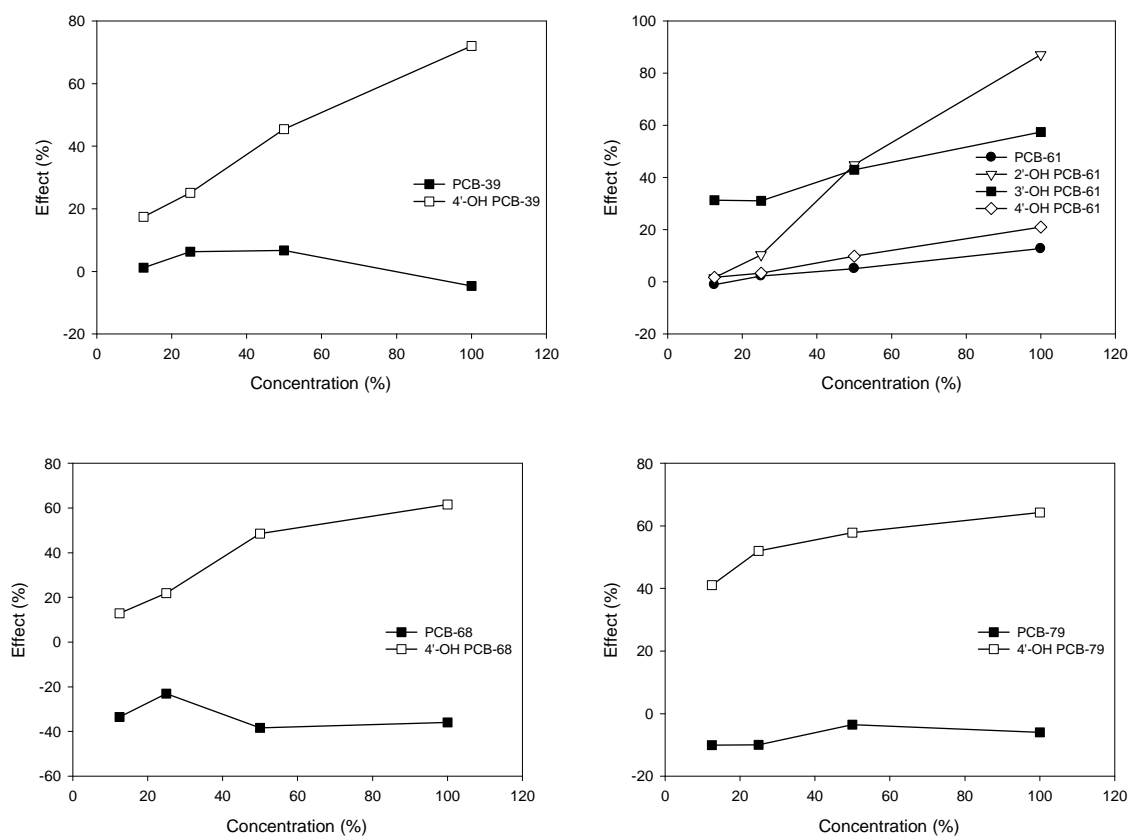 80
60
40
20
0
-20
Effect (%)
PCB-39
4'-OH PCB-39
0 20 40 60 80 100 120
Concentration (%)
100
80
60
40
20
0
-20
Effect (%)
PCB-61
2'-OH PCB-61
3'-OH PCB-61
4'-OH PCB-61
0 20 40 60 80 100 120
Concentration (%)
80
60
40
20
0
-20
-40
-60
Effect (%)
PCB-68
4'-OH PCB-68
0 20 40 60 80 100 120
Concentration (%)
80
60
40
20
0
-20
Effect (%)
PCB-79
4'-OH PCB-79
0 20 40 60 80 100 120
Concentration (%)